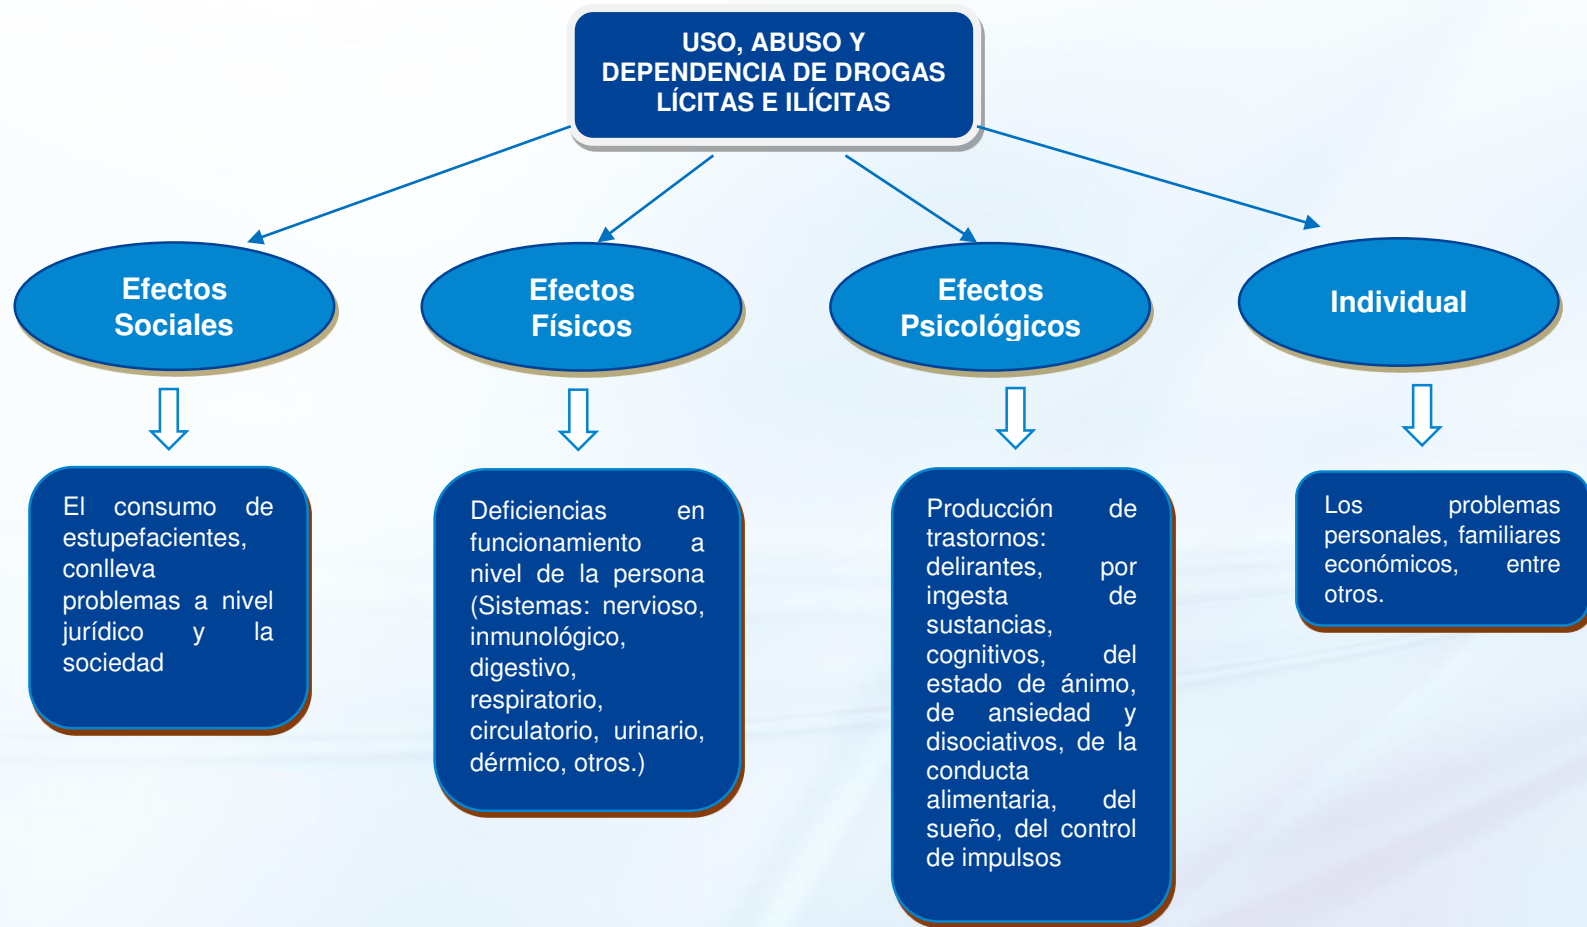 USO, ABUSO Y
DEPENDENCIA DE DROGAS
LÍCITAS E ILÍCITAS
Efectos
Sociales
Efectos
Físicos
Efectos
Psicológicos
Individual
El consumo de
estupefacientes,
conlleva
problemas a nivel
jurídico y la
sociedad
Deficiencias en
funcionamiento a
nivel de la persona
(Sistemas: nervioso,
inmunológico,
digestivo,
respiratorio,
circulatorio, urinario,
dérmico, otros.)
Producción de
trastornos:
delirantes, por
ingesta de
sustancias,
cognitivos, del
estado de ánimo,
de ansiedad y
disociativos, de la
conducta
alimentaria, del
sueño, del control
de impulsos
Los problemas
personales, familiares
económicos, entre
otros.